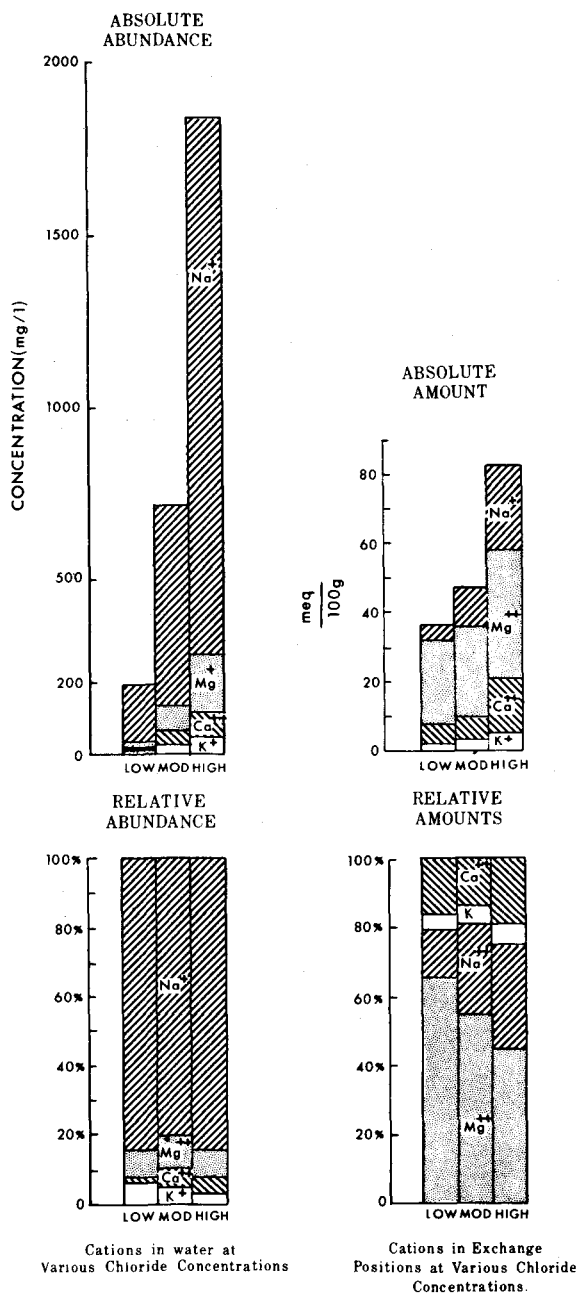 ABSOLUTE
ABUNDANCE
2000
1500
1000
500
200
0
CONCENTRATION(mg/l)
Na+
Mg+
Ca++
K+
LOW MOD HIGH
ABSOLUTE
AMOUNT
80
60
40
20
0
meq
100g
Na+
Mg++
Ca++
K+
LOW MOD HIGH
RELATIVE
ABUNDANCE
100%
80%
60%
40%
20%
0
Na+
Mg++
Ca++
K+
LOW MOD HIGH
Cations in water at
Various Chloride Concentrations
RELATIVE
AMOUNTS
100%
80%
60%
40%
20%
0
Ca++
K
Na++
Mg++
LOW MOD HIGH
Cations in Exchange
Positions at Various Chloride
Concentrations.